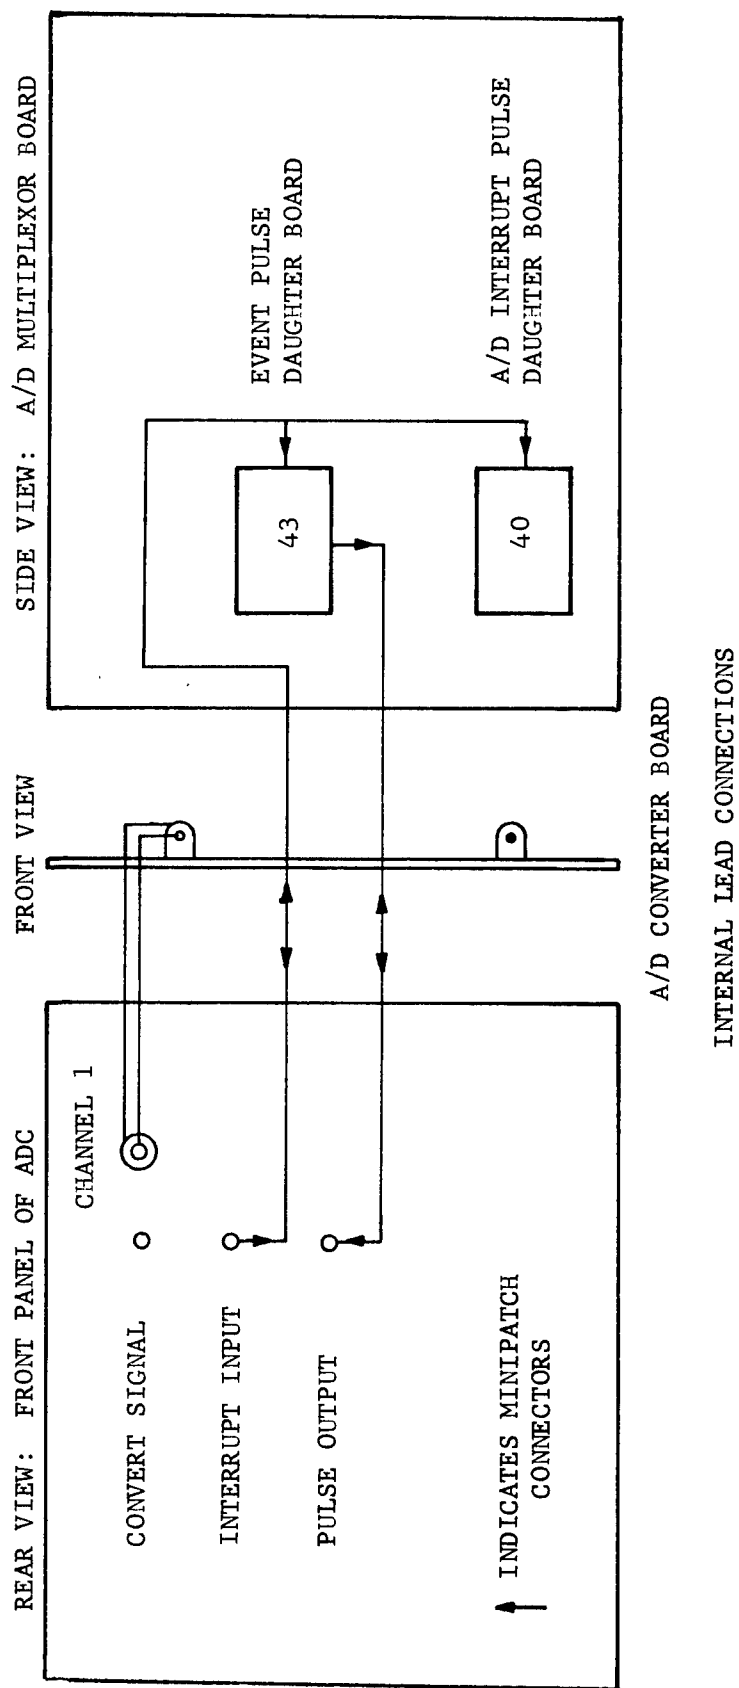 REAR VIEW: FRONT PANEL OF ADC
FRONT VIEW
SIDE VIEW: A/D MULTIPLEXOR BOARD
CHANNEL 1
CONVERT SIGNAL
INTERRUPT INPUT
PULSE OUTPUT
INDICATES MINIPATCH
CONNECTORS
EVENT PULSE
DAUGHTER BOARD
43
A/D INTERRUPT PULSE
DAUGHTER BOARD
40
A/D CONVERTER BOARD
INTERNAL LEAD CONNECTIONS